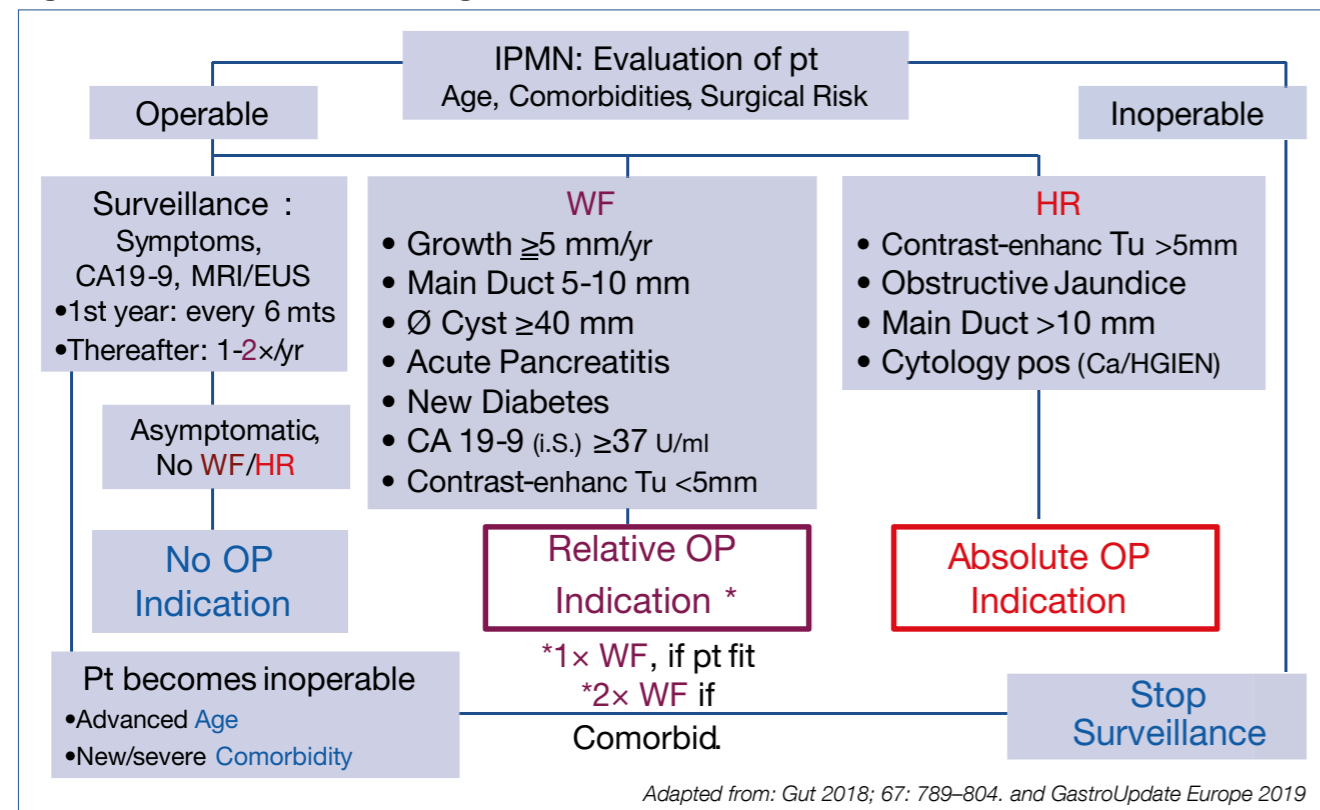 IPMN: Evaluation of pt
Age, Comorbidities, Surgical Risk
Operable
Inoperable
Surveillance :
Symptoms,
CA19-9, MRI/EUS
•1st year: every 6 mts
•Thereafter: 1-2×/yr
WF
• Growth ≧5 mm/yr
• Main Duct 5-10 mm
• Ø Cyst ≥40 mm
• Acute Pancreatitis
• New Diabetes
• CA 19-9 (i.S.) ≥37 U/ml
• Contrast-enhanc Tu <5mm
HR
• Contrast-enhanc Tu >5mm
• Obstructive Jaundice
• Main Duct >10 mm
• Cytology pos (Ca/HGIEN)
Asymptomatic,
No WF/HR
No OP
Indication
Relative OP
Indication *
Absolute OP
Indication
*1× WF, if pt fit
*2× WF if
Comorbid.
Pt becomes inoperable
•Advanced Age
•New/severe Comorbidity
Stop
Surveillance
Adapted from: Gut 2018; 67: 789–804. and GastroUpdate Europe 2019